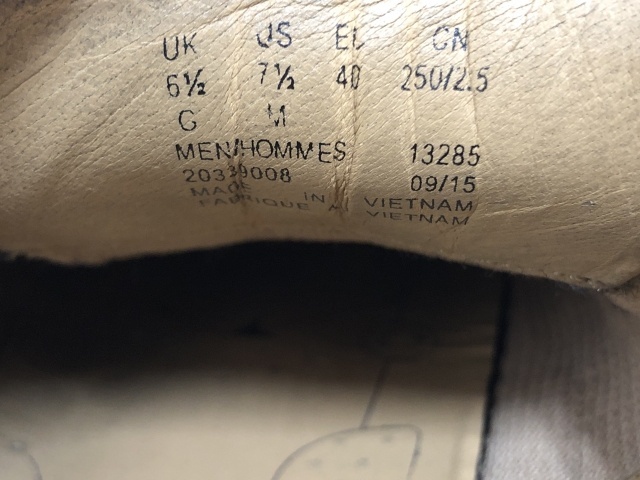 UK US EU CN
6½ 7½ 40 250/2.5
G M
MEN/HOMMES 13285
20339008 09/15
MADE IN VIETNAM
FABRIQUE A VIETNAM